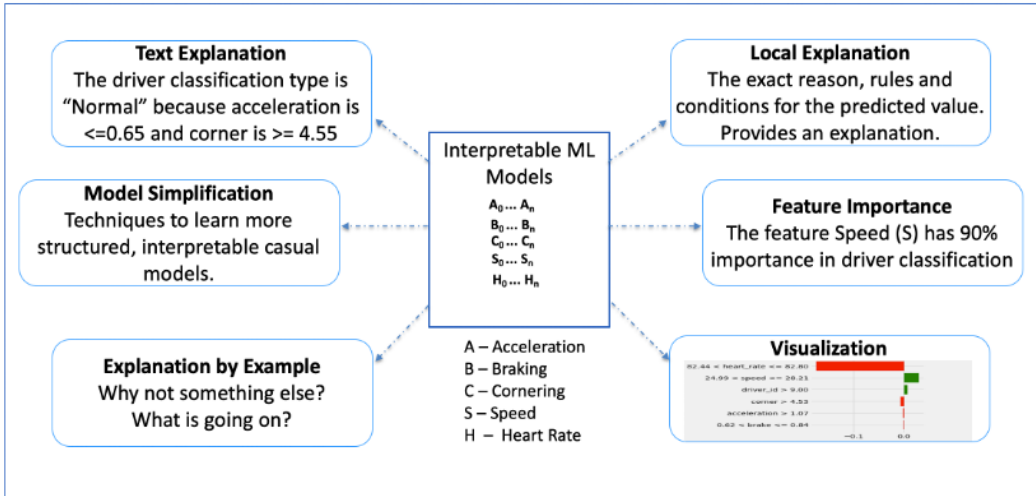 Text Explanation
The driver classification type is
“Normal” because acceleration is
<=0.65 and corner is >= 4.55
Local Explanation
The exact reason, rules and
conditions for the predicted value.
Provides an explanation.
Interpretable ML
Models
A0 ... An
B0 ... Bn
C0 ... Cn
S0 ... Sn
H0 ... Hn
Model Simplification
Techniques to learn more
structured, interpretable casual
models.
Feature Importance
The feature Speed (S) has 90%
importance in driver classification
Explanation by Example
Why not something else?
What is going on?
A – Acceleration
B – Braking
C – Cornering
S – Speed
H – Heart Rate
Visualization
82.44 < heart_rate <= 82.80
24.99 < speed <= 28.21
driver_id > 9.00
corner > 4.53
acceleration > 1.07
0.62 < brake <= 0.84
−0.1 0.0